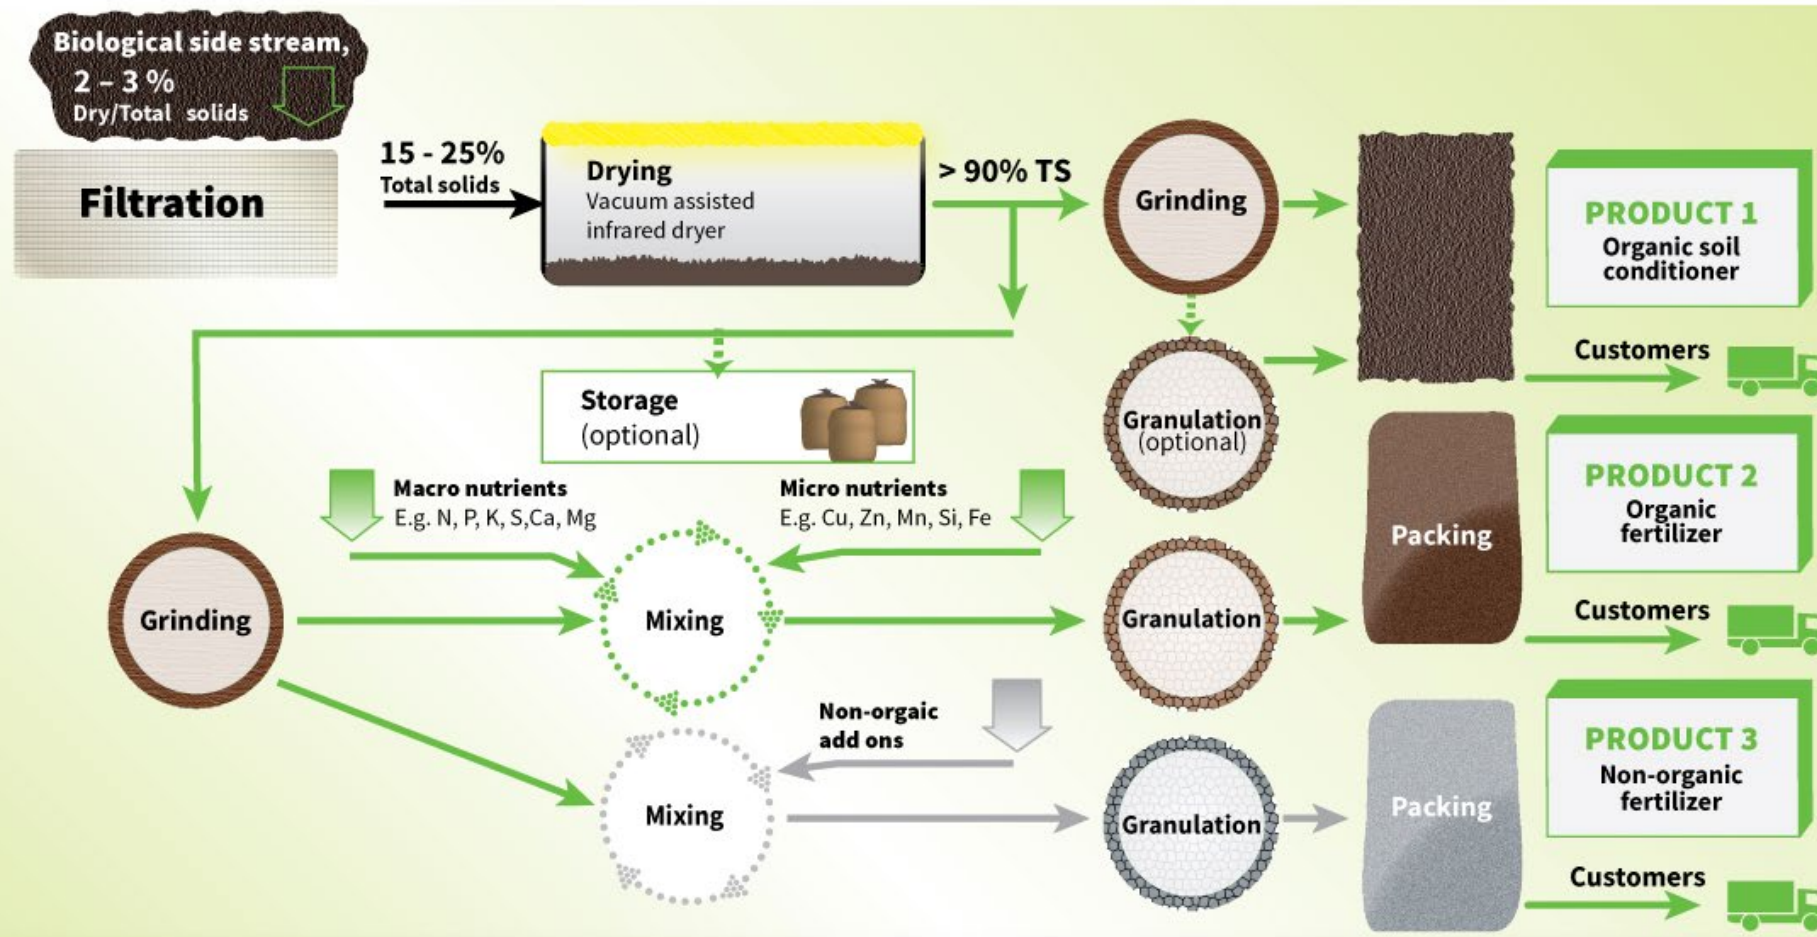 Biological side stream,
2 – 3 %
Dry/Total solids
Filtration
15 - 25%
Total solids
Drying
Vacuum assisted
infrared dryer
> 90% TS
Grinding
PRODUCT 1
Organic soil
conditioner
Customers
Storage
(optional)
Granulation
(optional)
Macro nutrients
E.g. N, P, K, S,Ca, Mg
Micro nutrients
E.g. Cu, Zn, Mn, Si, Fe
Grinding
Mixing
Granulation
Packing
PRODUCT 2
Organic
fertilizer
Customers
Non-orgaic
add ons
Mixing
Granulation
Packing
PRODUCT 3
Non-organic
fertilizer
Customers